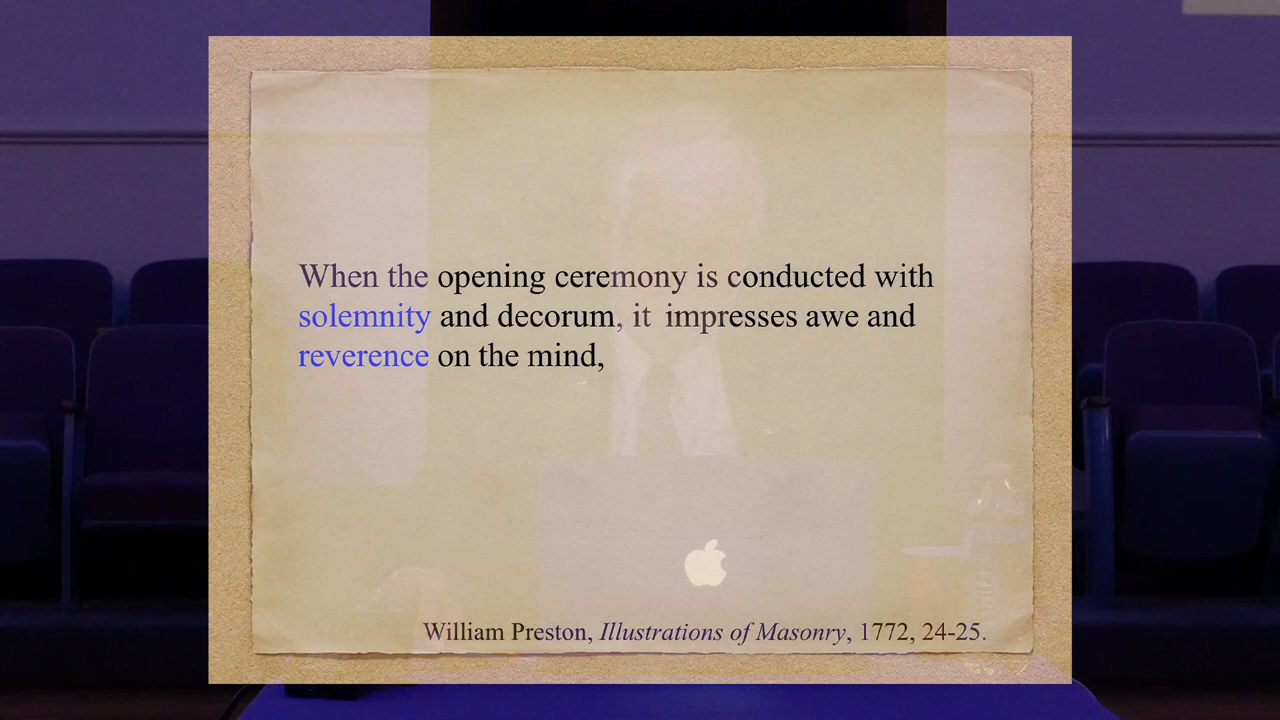 When the opening ceremony is conducted with
solemnity and decorum, it impresses awe and
reverence on the mind,
William Preston, Illustrations of Masonry, 1772, 24-25.